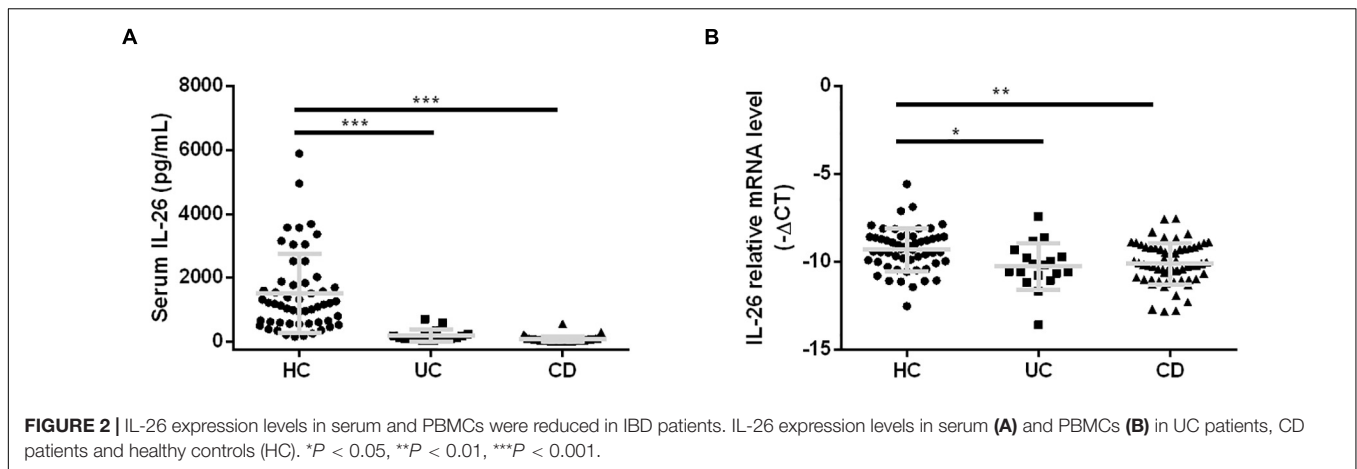 A
8000
6000
4000
2000
0
Serum IL-26 (pg/mL)
***
***
HC UC CD
B
0
-5
-10
-15
IL-26 relative mRNA level
(-ΔCT)
**
*
HC UC CD
FIGURE 2 | IL-26 expression levels in serum and PBMCs were reduced in IBD patients. IL-26 expression levels in serum (A) and PBMCs (B) in UC patients, CD
patients and healthy controls (HC). *P < 0.05, **P < 0.01, ***P < 0.001.